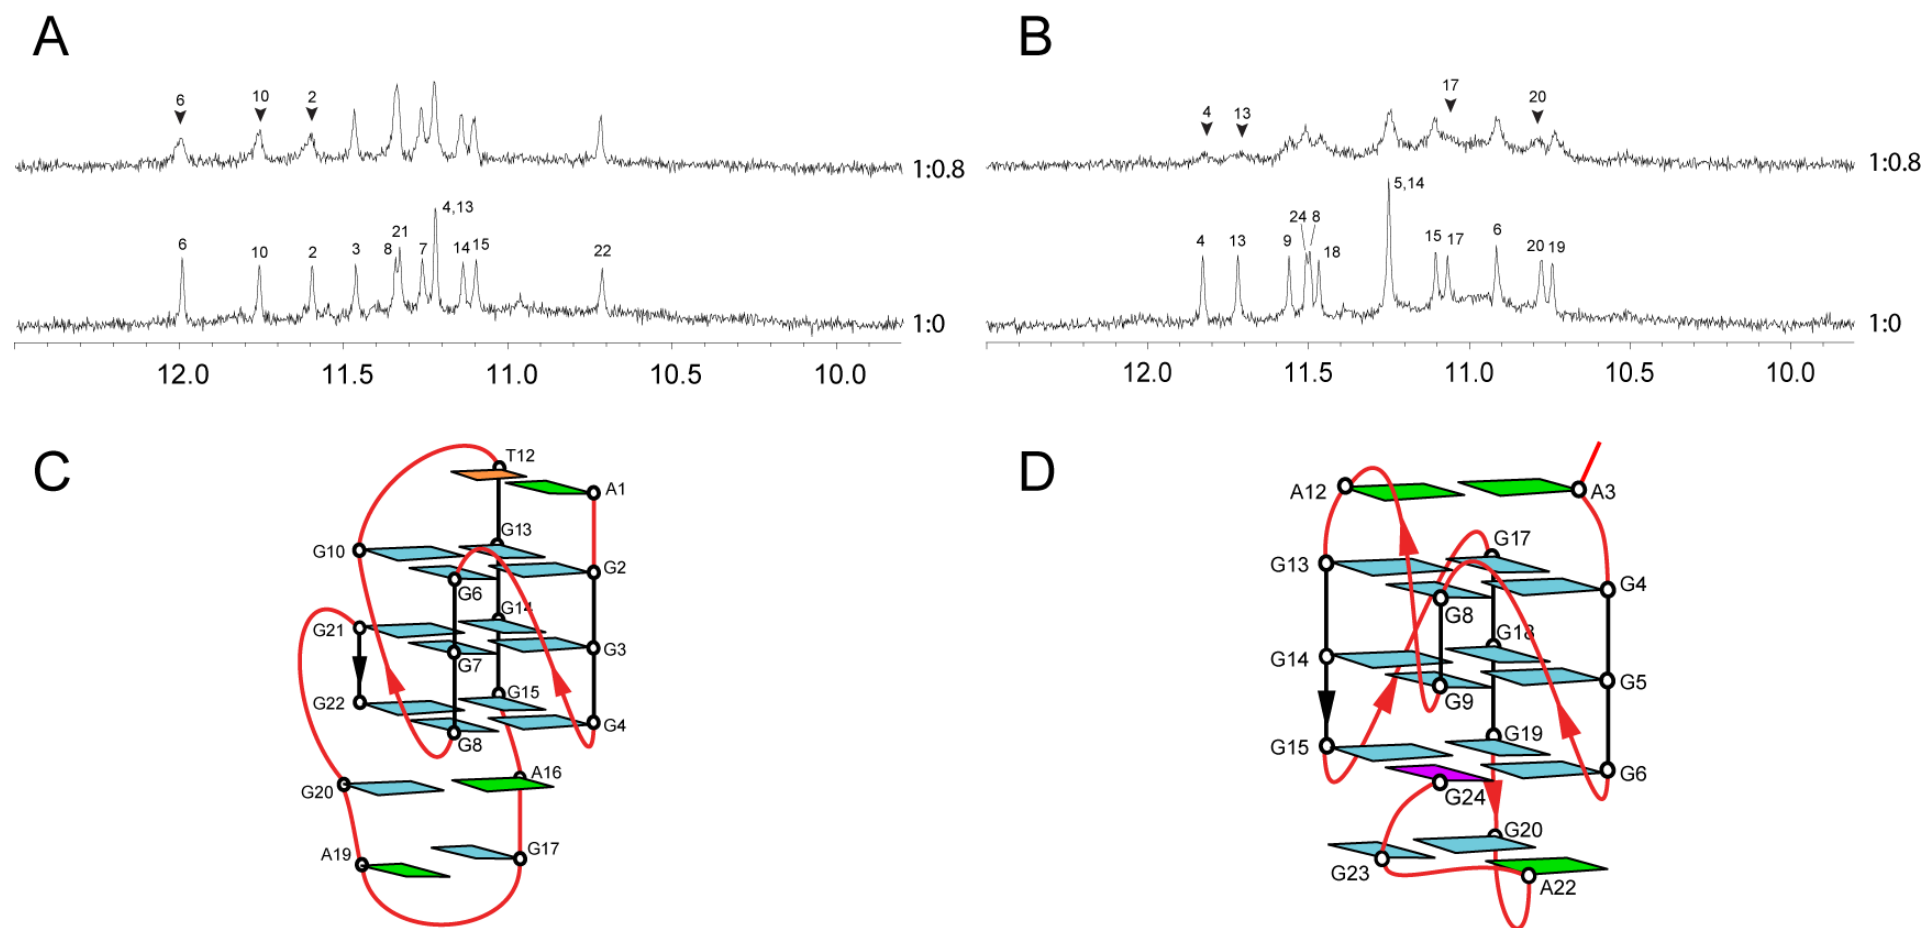 A
6 10 2
1:0.8
6 10 2 3 8 21 7 4,13 14 15 22
1:0
12.0 11.5 11.0 10.5 10.0
B
4 13 17 20
1:0.8
4 13 9 24 8 18 5,14 15 17 6 20 19
1:0
12.0 11.5 11.0 10.5 10.0
C
T12
A1
G13
G10
G2
G6
G14
G21
G3
G7
G15
G22
G4
G8
A16
G20
G17
A19
D
A12
A3
G17
G13
G4
G8
G18
G14
G5
G9
G19
G15
G6
G24
G20
G23
A22